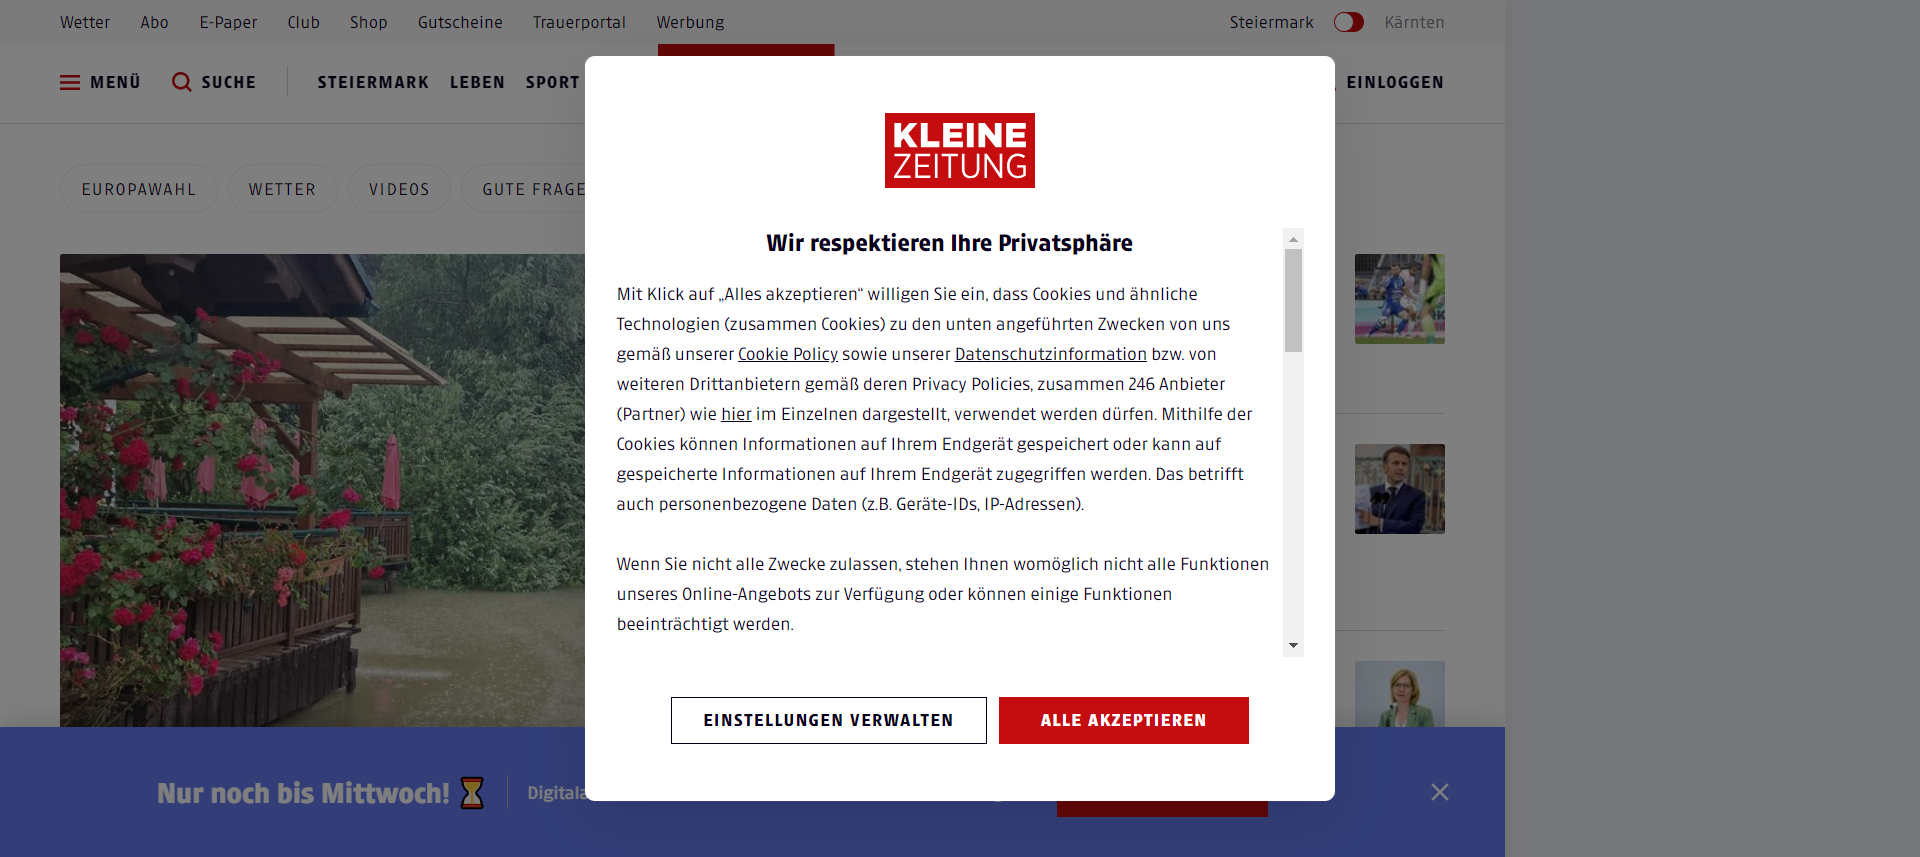 Wetter Abo E-Paper Club Shop Gutscheine Trauerportal Werbung Steiermark Kärnten
MENÜ SUCHE STEIERMARK LEBEN SPORT EINLOGGEN
EUROPAWAHL WETTER VIDEOS GUTE FRAGE
KLEINE
ZEITUNG
Wir respektieren Ihre Privatsphäre
Mit Klick auf „Alles akzeptieren“ willigen Sie ein, dass Cookies und ähnliche
Technologien (zusammen Cookies) zu den unten angeführten Zwecken von uns
gemäß unserer Cookie Policy sowie unserer Datenschutzinformation bzw. von
weiteren Drittanbietern gemäß deren Privacy Policies, zusammen 246 Anbieter
(Partner) wie hier im Einzelnen dargestellt, verwendet werden dürfen. Mithilfe der
Cookies können Informationen auf Ihrem Endgerät gespeichert oder kann auf
gespeicherte Informationen auf Ihrem Endgerät zugegriffen werden. Das betrifft
auch personenbezogene Daten (z.B. Geräte-IDs, IP-Adressen).
Wenn Sie nicht alle Zwecke zulassen, stehen Ihnen womöglich nicht alle Funktionen
unseres Online-Angebots zur Verfügung oder können einige Funktionen
beeinträchtigt werden.
EINSTELLUNGEN VERWALTEN ALLE AKZEPTIEREN
Nur noch bis Mittwoch!